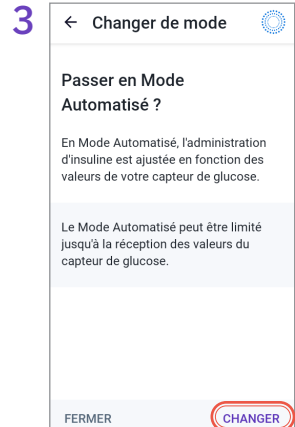 3
Changer de mode
Passer en Mode
Automatisé ?
En Mode Automatisé, l'administration
d'insuline est ajustée en fonction des
valeurs de votre capteur de glucose.
Le Mode Automatisé peut être limité
jusqu'à la réception des valeurs du
capteur de glucose.
FERMER CHANGER